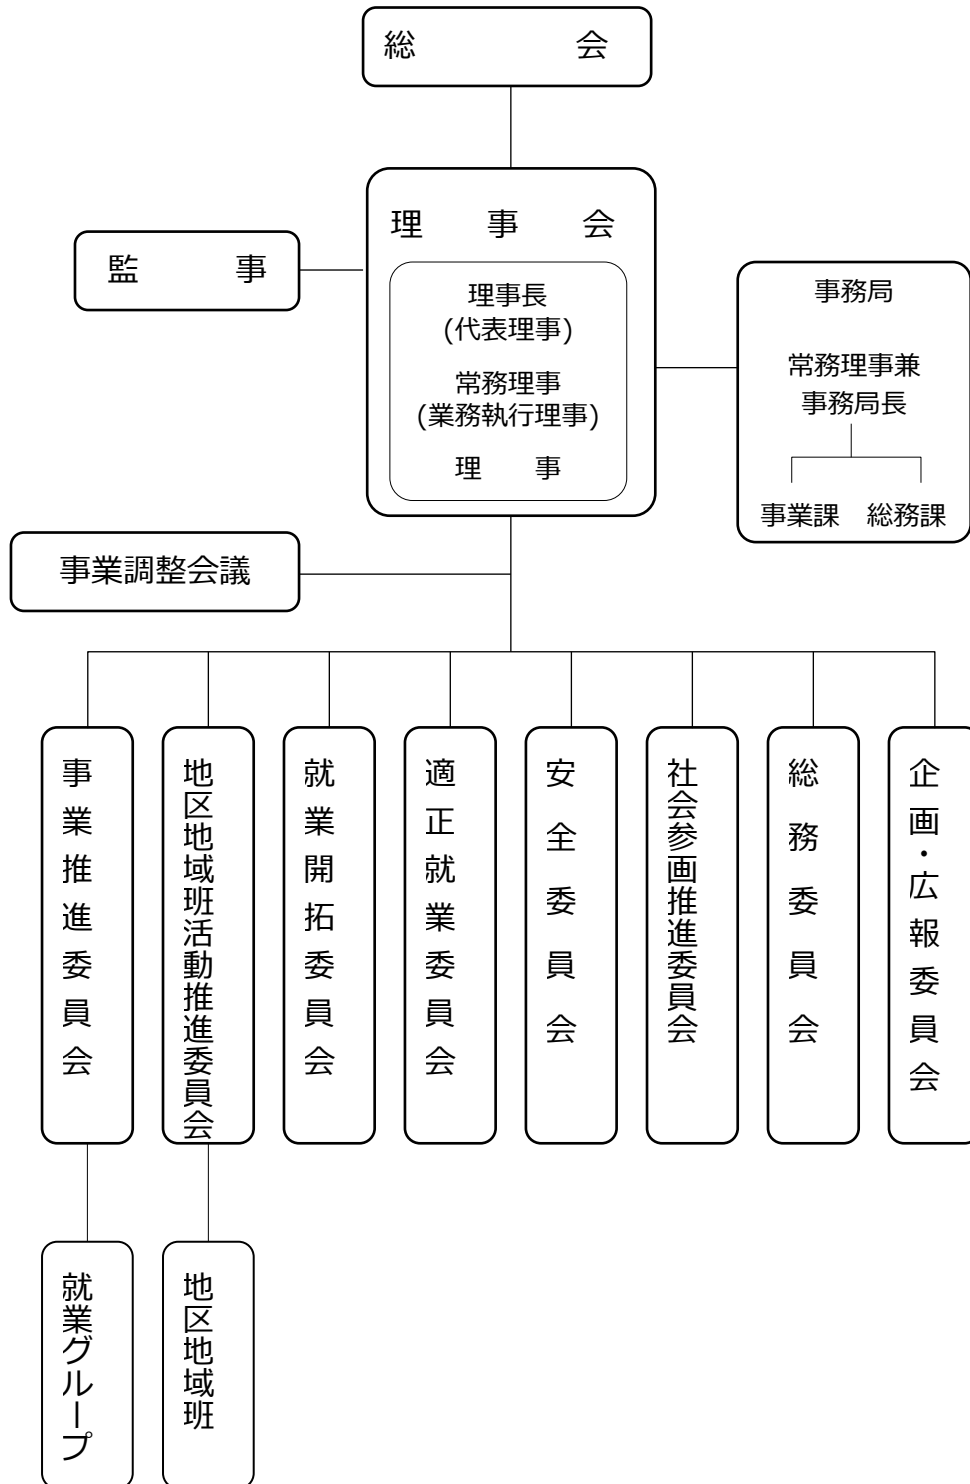 総　会
理　事　会
監　事
理事長
(代表理事)
常務理事
(業務執行理事)
理　事
事務局
常務理事兼
事務局長
事業課
総務課
事業調整会議
事業推進委員会
地区地域班活動推進委員会
就業開拓委員会
適正就業委員会
安全委員会
社会参画推進委員会
総務委員会
企画・広報委員会
就業グループ
地区地域班